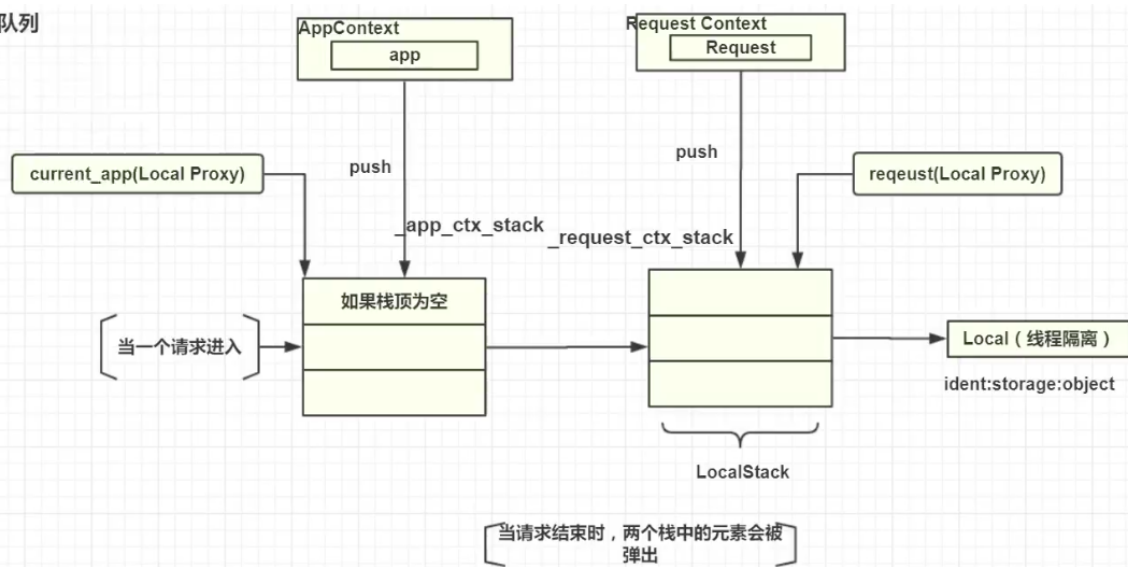 队列
AppContext
app
Request Context
Request
push
push
current_app(Local Proxy)
reqeust(Local Proxy)
_app_ctx_stack
_request_ctx_stack
如果栈顶为空
当一个请求进入
Local（线程隔离）
ident:storage:object
LocalStack
当请求结束时，两个栈中的元素会被
弹出